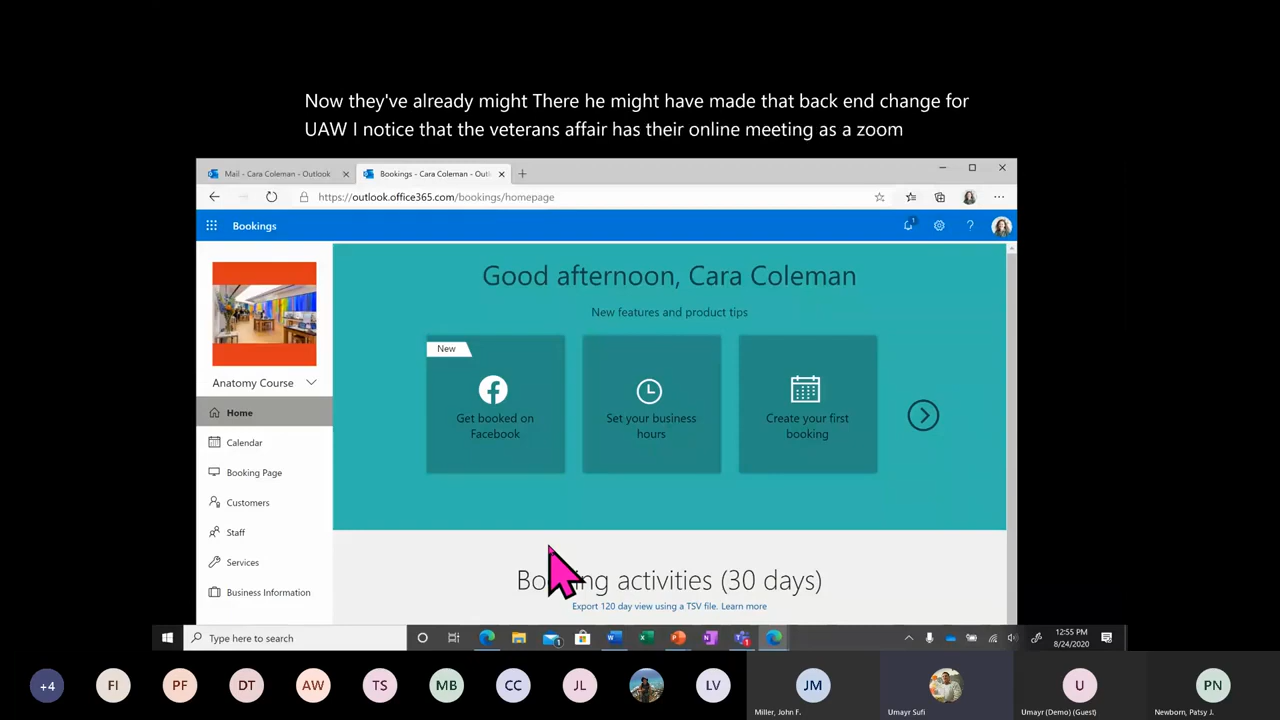 Now they've already might There he might have made that back end change for
UAW I notice that the veterans affair has their online meeting as a zoom
Mail - Cara Coleman - Outlook
Bookings - Cara Coleman - Outl
https://outlook.office365.com/bookings/homepage
Bookings
1
?
Good afternoon, Cara Coleman
New features and product tips
New
Get booked on
Facebook
Set your business
hours
Create your first
booking
Anatomy Course
Home
Calendar
Booking Page
Customers
Staff
Services
Business Information
Booking activities (30 days)
Export 120 day view using a TSV file. Learn more
Type here to search
12:55 PM
8/24/2020
+4
FI
PF
DT
AW
TS
MB
CC
JL
LV
JM
U
PN
Miller, John F.
Umayr Sufi
Umayr (Demo) (Guest)
Newborn, Patsy J.